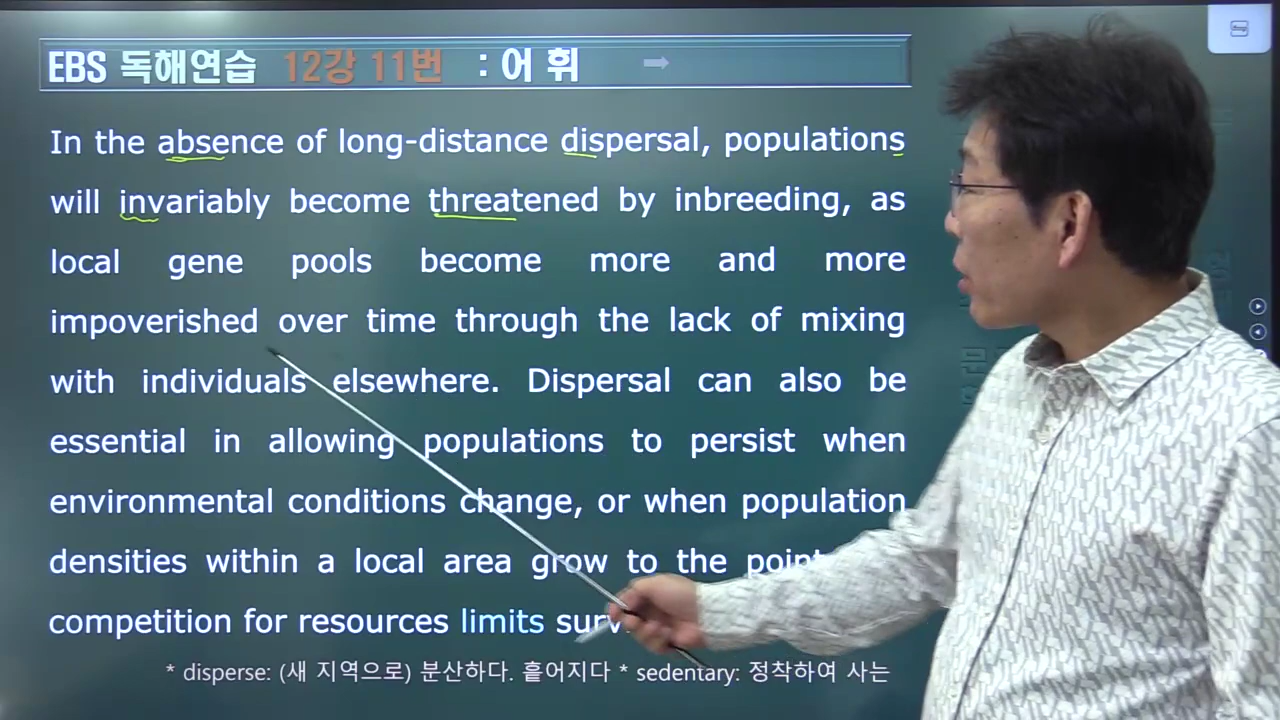 EBS 독해연습 12강 11번 : 어 휘
In the absence of long-distance dispersal, populations
will invariably become threatened by inbreeding, as
local gene pools become more and more
impoverished over time through the lack of mixing
with individuals elsewhere. Dispersal can also be
essential in allowing populations to persist when
environmental conditions change, or when population
densities within a local area grow to the point
competition for resources limits
* disperse: (새 지역으로) 분산하다. 흩어지다 * sedentary: 정착하여 사는